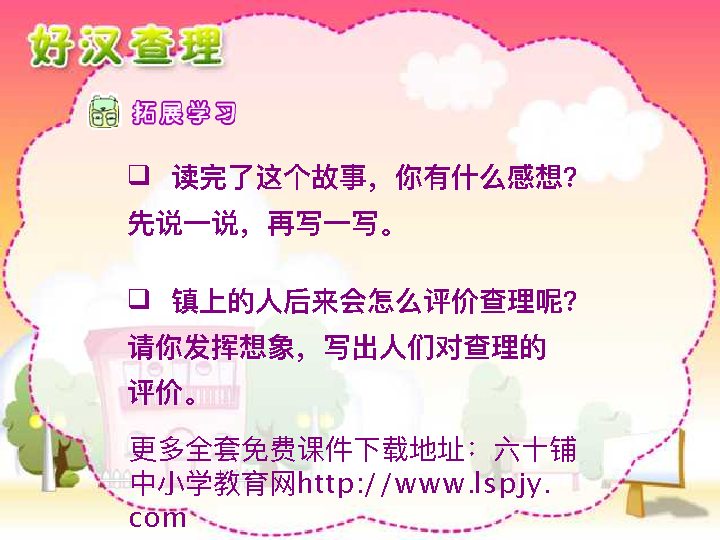 好汉查理
拓展学习
❑ 读完了这个故事，你有什么感想？
先说一说，再写一写。
❑ 镇上的人后来会怎么评价查理呢？
请你发挥想象，写出人们对查理的
评价。
更多全套免费课件下载地址：六十铺
中小学教育网http://www.lspjy.
com